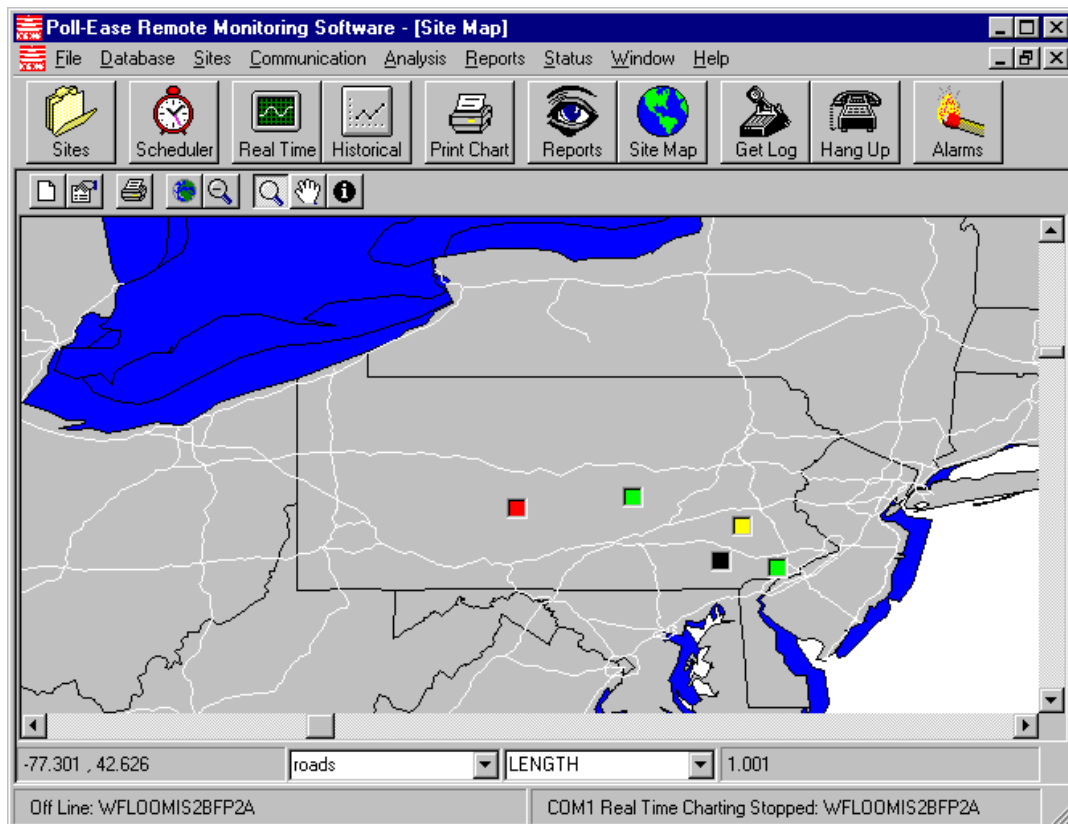 Poll-Ease Remote Monitoring Software - [Site Map]
File Database Sites Communication Analysis Reports Status Window Help
Sites Scheduler Real Time Historical Print Chart Reports Site Map Get Log Hang Up Alarms
-77.301 , 42.626 roads LENGTH 1.001
Off Line: WFLOOMIS2BFP2A COM1 Real Time Charting Stopped: WFLOOMIS2BFP2A